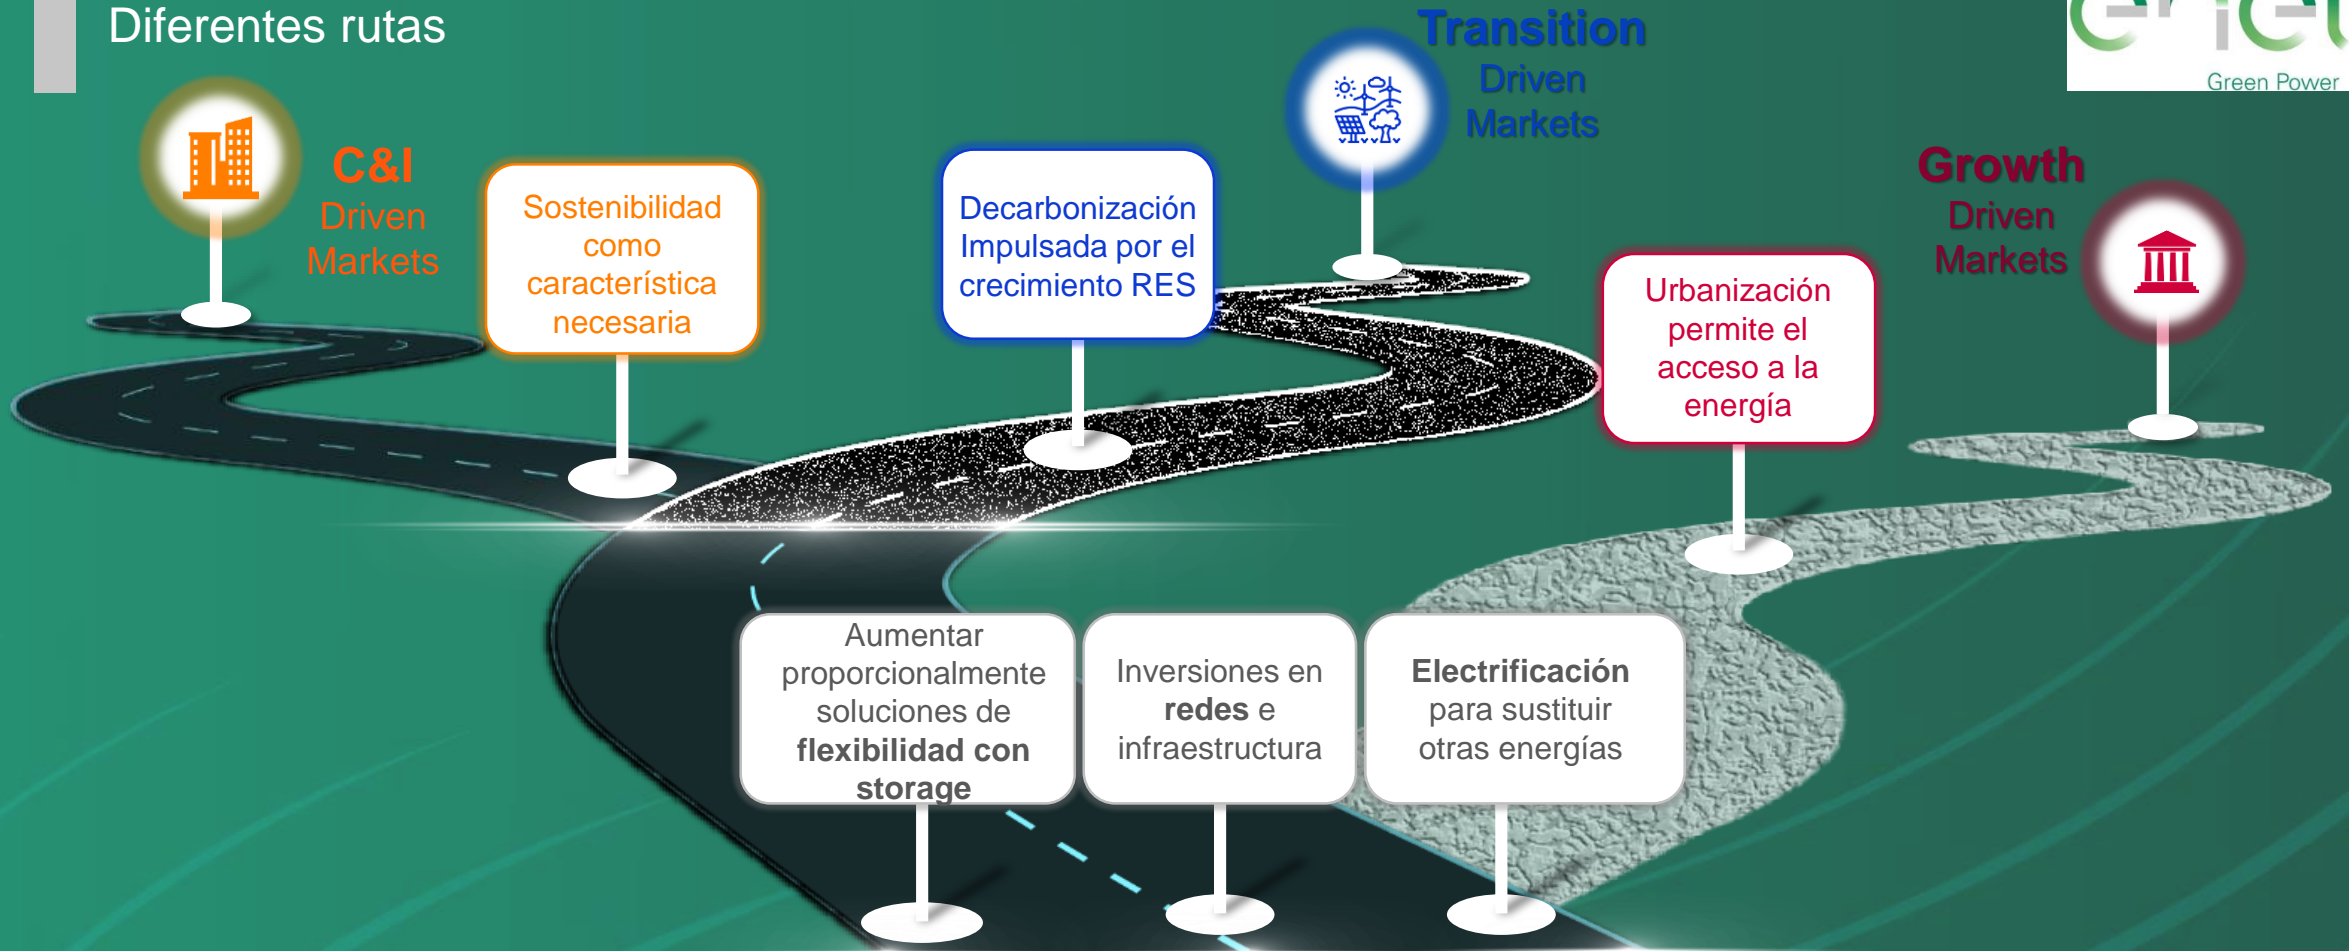 Diferentes rutas
enel
Green Power
C&I
Driven
Markets
Sostenibilidad
como
característica
necesaria
Decarbonización
Impulsada por el
crecimiento RES
Transition
Driven
Markets
Urbanización
permite el
acceso a la
energía
Growth
Driven
Markets
Aumentar
proporcionalmente
soluciones de
flexibilidad con
storage
Inversiones en
redes e
infraestructura
Electrificación
para sustituir
otras energías